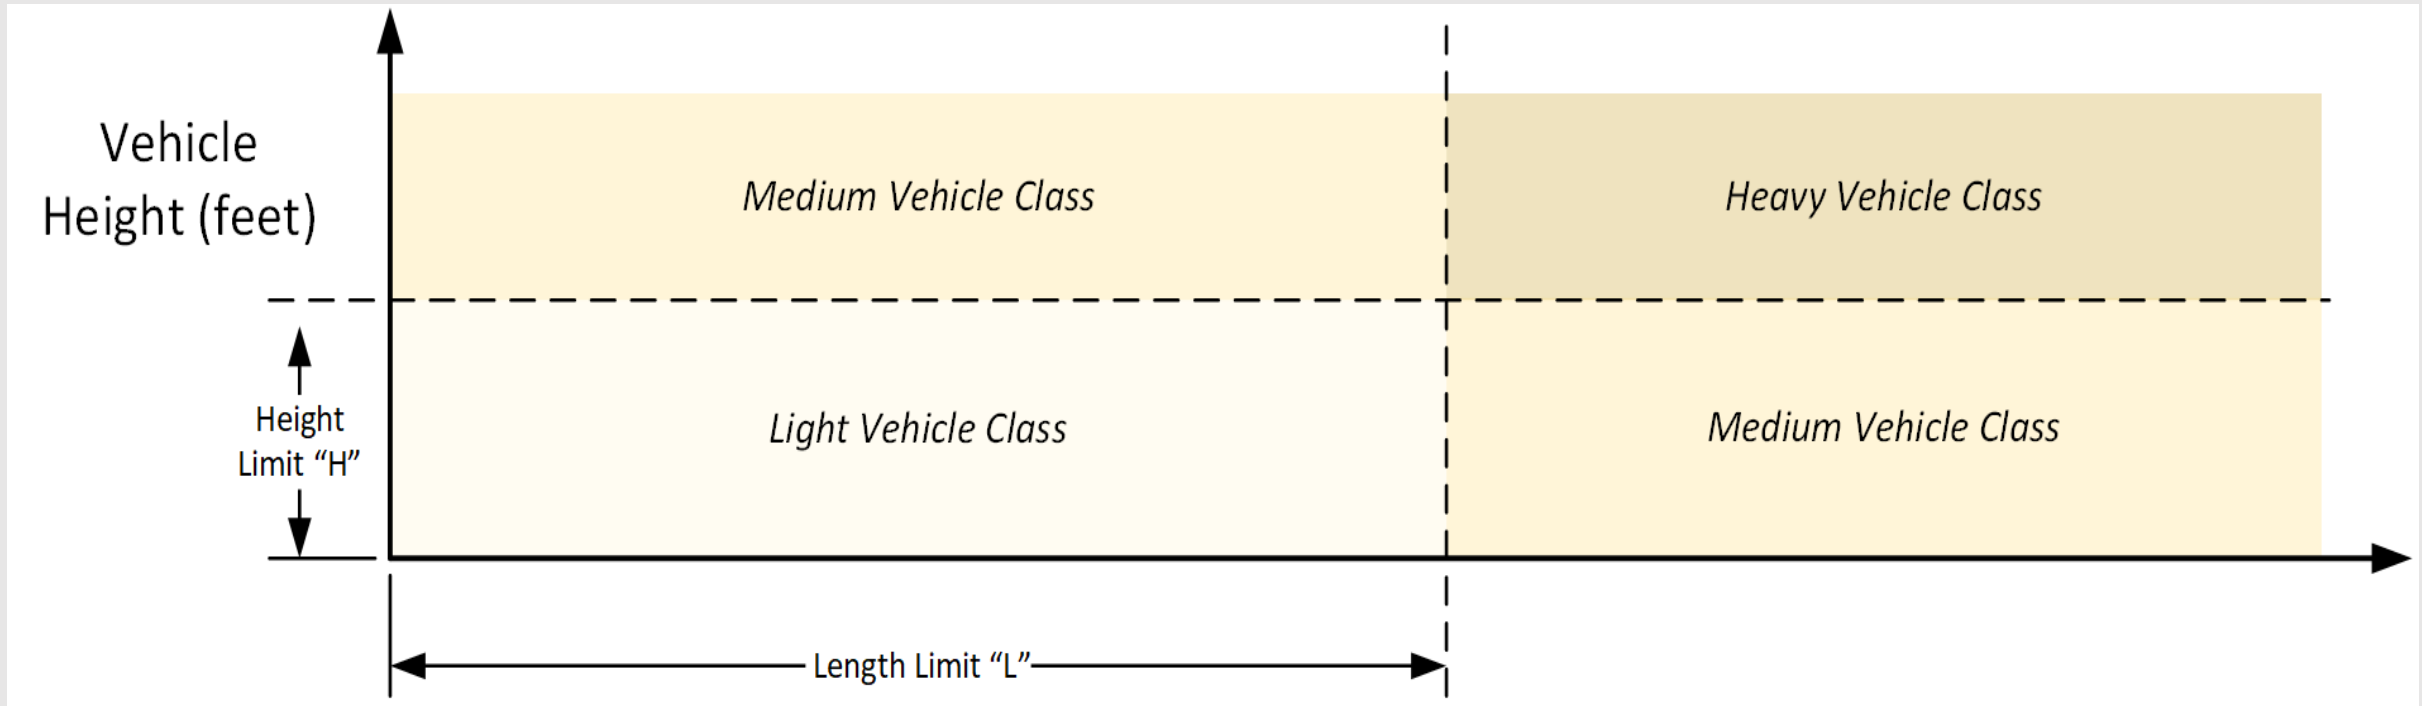 Vehicle
Height (feet)
Medium Vehicle Class
Heavy Vehicle Class
Height
Limit “H”
Light Vehicle Class
Medium Vehicle Class
Length Limit “L”